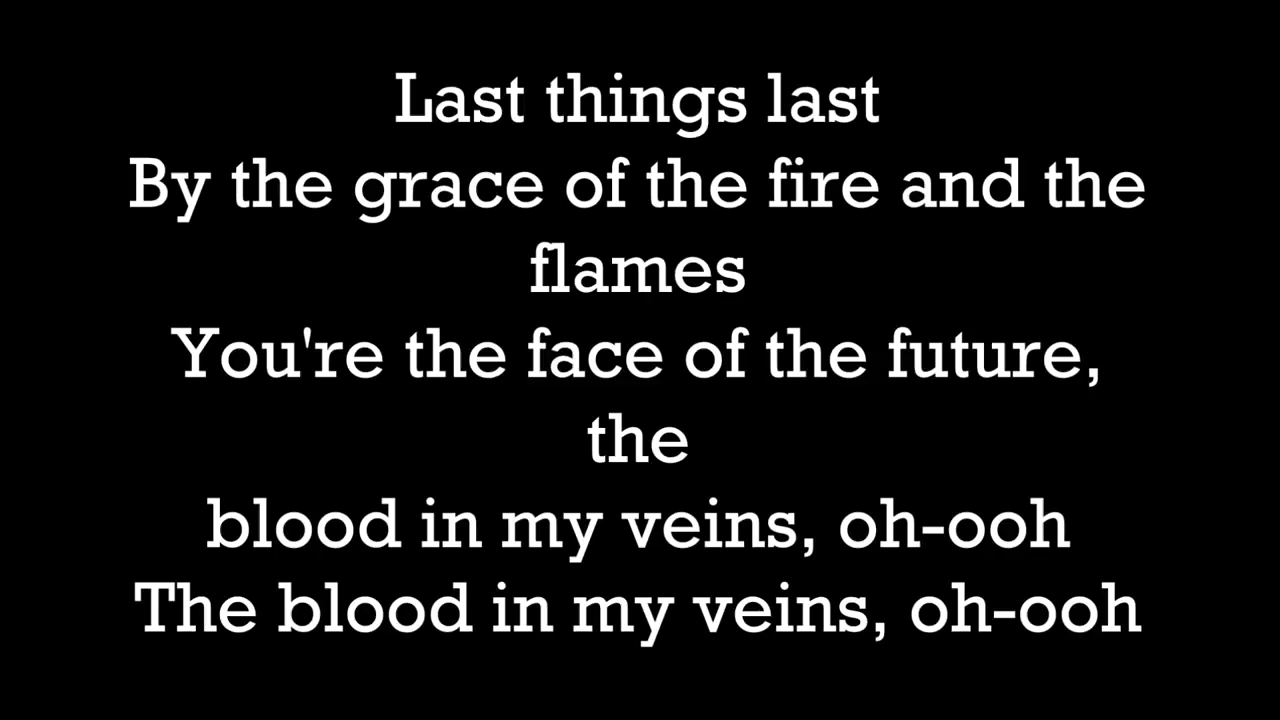 Last things last
By the grace of the fire and the
flames
You're the face of the future,
the
blood in my veins, oh-ooh
The blood in my veins, oh-ooh